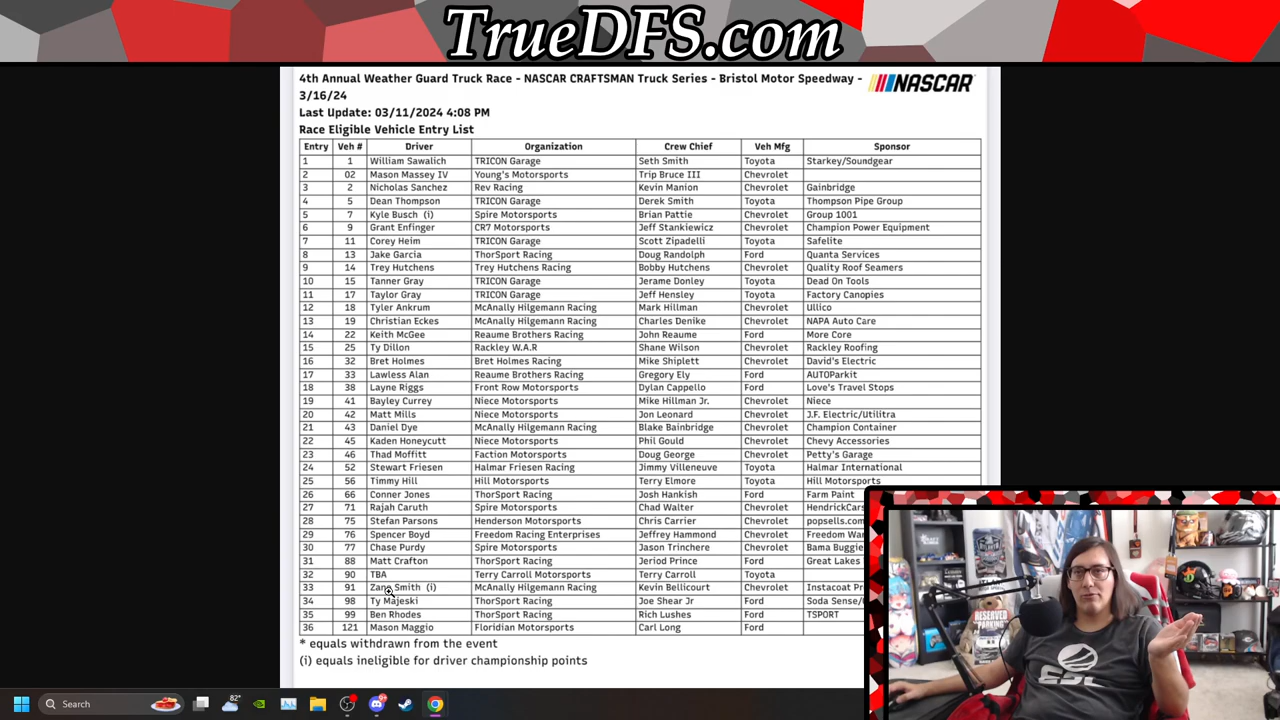 TrueDFS.com
4th Annual Weather Guard Truck Race - NASCAR CRAFTSMAN Truck Series - Bristol Motor Speedway -
3/16/24
NASCAR
Last Update: 03/11/2024 4:08 PM
Race Eligible Vehicle Entry List
Entry Veh # Driver Organization Crew Chief Veh Mfg Sponsor
1 1 William Sawalich TRICON Garage Seth Smith Toyota Starkey/Soundgear
2 02 Mason Massey IV Young's Motorsports Trip Bruce III Chevrolet
3 2 Nicholas Sanchez Rev Racing Kevin Manion Chevrolet Gainbridge
4 5 Dean Thompson TRICON Garage Derek Smith Toyota Thompson Pipe Group
5 7 Kyle Busch (i) Spire Motorsports Brian Pattie Chevrolet Group 1001
6 9 Grant Enfinger CR7 Motorsports Jeff Stankiewicz Chevrolet Champion Power Equipment
7 11 Corey Heim TRICON Garage Scott Zipadelli Toyota Safelite
8 13 Jake Garcia ThorSport Racing Doug Randolph Ford Quanta Services
9 14 Trey Hutchens Trey Hutchens Racing Bobby Hutchens Chevrolet Quality Roof Seamers
10 15 Tanner Gray TRICON Garage Jerame Donley Toyota Dead On Tools
11 17 Taylor Gray TRICON Garage Jeff Hensley Toyota Factory Canopies
12 18 Tyler Ankrum McAnally Hilgemann Racing Mark Hillman Chevrolet Ullico
13 19 Christian Eckes McAnally Hilgemann Racing Charles Denike Chevrolet NAPA Auto Care
14 22 Keith McGee Reaume Brothers Racing John Reaume Ford More Core
15 25 Ty Dillon Rackley W.A.R Shane Wilson Chevrolet Rackley Roofing
16 32 Bret Holmes Bret Holmes Racing Mike Shiplett Chevrolet David's Electric
17 33 Lawless Alan Reaume Brothers Racing Gregory Ely Ford AUTOParkit
18 38 Layne Riggs Front Row Motorsports Dylan Cappello Ford Love's Travel Stops
19 41 Bayley Currey Niece Motorsports Mike Hillman Jr. Chevrolet Niece
20 42 Matt Mills Niece Motorsports Jon Leonard Chevrolet J.F. Electric/Utilitra
21 43 Daniel Dye McAnally Hilgemann Racing Blake Bainbridge Chevrolet Champion Container
22 45 Kaden Honeycutt Niece Motorsports Phil Gould Chevrolet Chevy Accessories
23 46 Thad Moffitt Faction Motorsports Doug George Chevrolet Petty's Garage
24 52 Stewart Friesen Halmar Friesen Racing Jimmy Villeneuve Toyota Halmar International
25 56 Timmy Hill Hill Motorsports Terry Elmore Toyota Hill Motorsports
26 66 Conner Jones ThorSport Racing Josh Hankish Ford Farm Paint
27 71 Rajah Caruth Spire Motorsports Chad Walter Chevrolet HendrickCars
28 75 Stefan Parsons Henderson Motorsports Chris Carrier Chevrolet popsells.com
29 76 Spencer Boyd Freedom Racing Enterprises Jeffrey Hammond Chevrolet Freedom War
30 77 Chase Purdy Spire Motorsports Jason Trinchere Chevrolet Bama Buggie
31 88 Matt Crafton ThorSport Racing Jeriod Prince Ford Great Lakes
32 90 TBA Terry Carroll Motorsports Terry Carroll Toyota
33 91 Zane Smith (i) McAnally Hilgemann Racing Kevin Bellicourt Chevrolet Instacoat Pr
34 98 Ty Majeski ThorSport Racing Joe Shear Jr Ford Soda Sense/
35 99 Ben Rhodes ThorSport Racing Rich Lushes Ford TSPORT
36 121 Mason Maggio Floridian Motorsports Carl Long Ford
* equals withdrawn from the event
(i) equals ineligible for driver championship points
RESERVED
PARKING
ESL
82°
Search